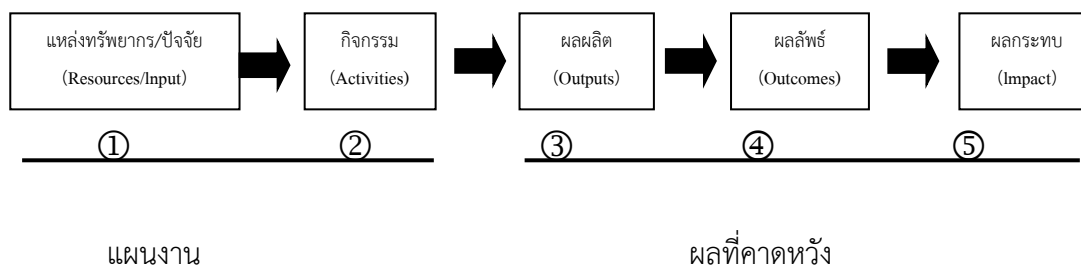 แหล่งทรัพยากร/ปัจจัย
(Resources/Input)
กิจกรรม
(Activities)
ผลผลิต
(Outputs)
ผลลัพธ์
(Outcomes)
ผลกระทบ
(Impact)
① ② ③ ④ ⑤
แผนงาน ผลที่คาดหวัง